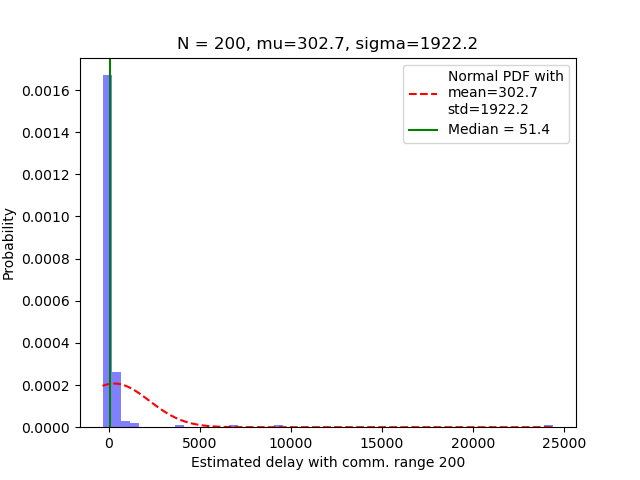 N = 200, mu=302.7, sigma=1922.2
Normal PDF with
mean=302.7
std=1922.2
Median = 51.4
Probability
0.0016
0.0014
0.0012
0.0010
0.0008
0.0006
0.0004
0.0002
0.0000
0 5000 10000 15000 20000 25000
Estimated delay with comm. range 200